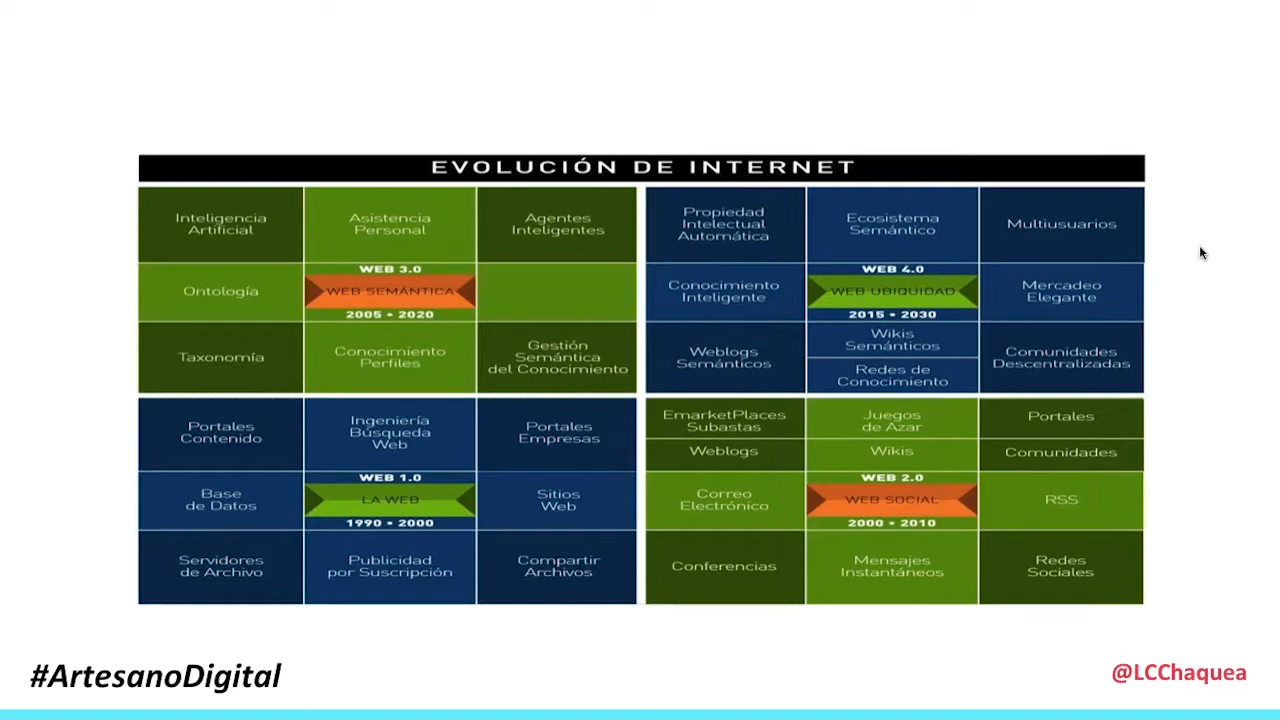 EVOLUCIÓN DE INTERNET
Inteligencia
Artificial
Asistencia
Personal
Agentes
Inteligentes
Ontología
WEB 3.0
WEB SEMÁNTICA
2005 • 2020
Taxonomía
Conocimiento
Perfiles
Gestión
Semántica
del Conocimiento
Propiedad
Intelectual
Automática
Ecosistema
Semántico
Multiusuarios
Conocimiento
Inteligente
WEB 4.0
WEB UBIQUIDAD
2015 • 2030
Mercadeo
Elegante
Weblogs
Semánticos
Wikis
Semánticos
Redes de
Conocimiento
Comunidades
Descentralizadas
Portales
Contenido
Ingeniería
Búsqueda
Web
Portales
Empresas
Base
de Datos
WEB 1.0
LA WEB
1990 • 2000
Sitios
Web
Servidores
de Archivo
Publicidad
por Suscripción
Compartir
Archivos
EmarketPlaces
Subastas
Juegos
de Azar
Portales
Weblogs
Wikis
Comunidades
Correo
Electrónico
WEB 2.0
WEB SOCIAL
2000 • 2010
RSS
Conferencias
Mensajes
Instantáneos
Redes
Sociales
#ArtesanoDigital
@LCChaquea